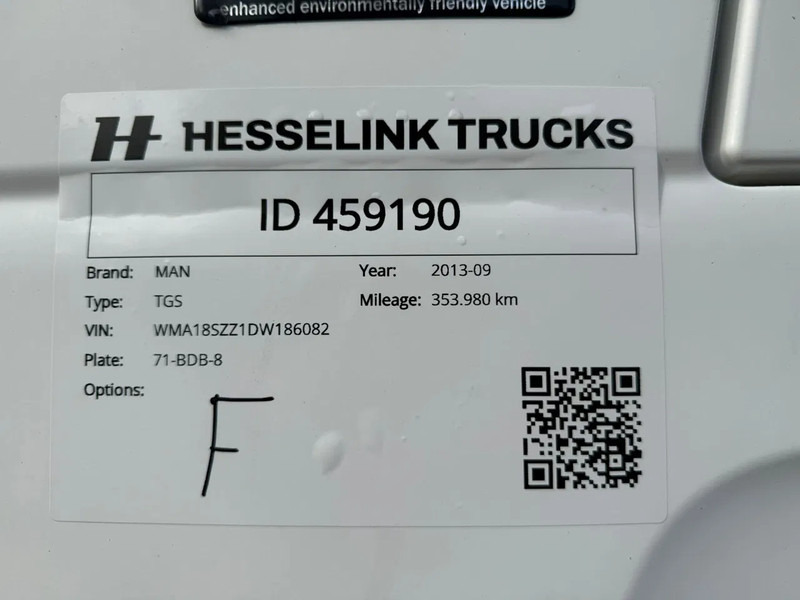 enhanced environmentally friendly vehicle
H HESSELINK TRUCKS
ID 459190
Brand: MAN Year: 2013-09
Type: TGS Mileage: 353.980 km
VIN: WMA18SZZ1DW186082
Plate: 71-BDB-8
Options:
F